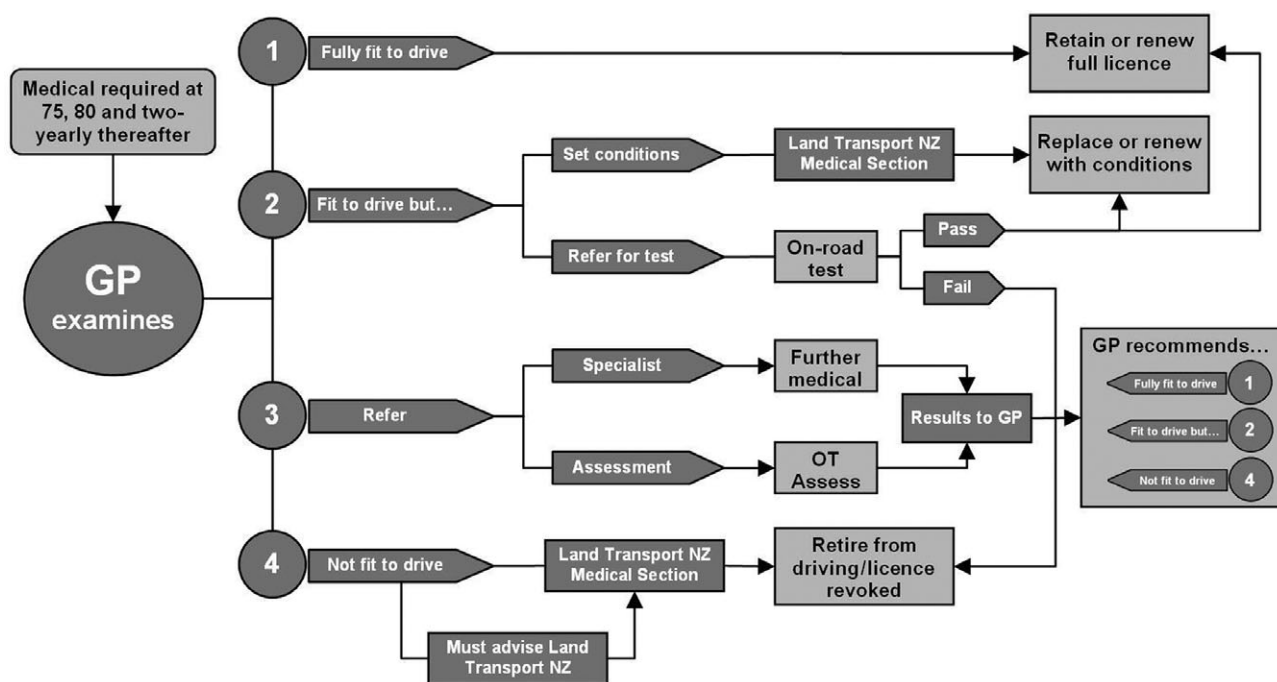 Medical required at
75, 80 and two-
yearly thereafter
GP
examines
1
Fully fit to drive
Retain or renew
full licence
2
Fit to drive but...
Set conditions
Land Transport NZ
Medical Section
Replace or renew
with conditions
Refer for test
On-road
test
Pass
Fail
3
Refer
Specialist
Further
medical
Assessment
OT
Assess
Results to GP
GP recommends...
Fully fit to drive
1
Fit to drive but...
2
Not fit to drive
4
4
Not fit to drive
Land Transport NZ
Medical Section
Retire from
driving/licence
revoked
Must advise Land
Transport NZ